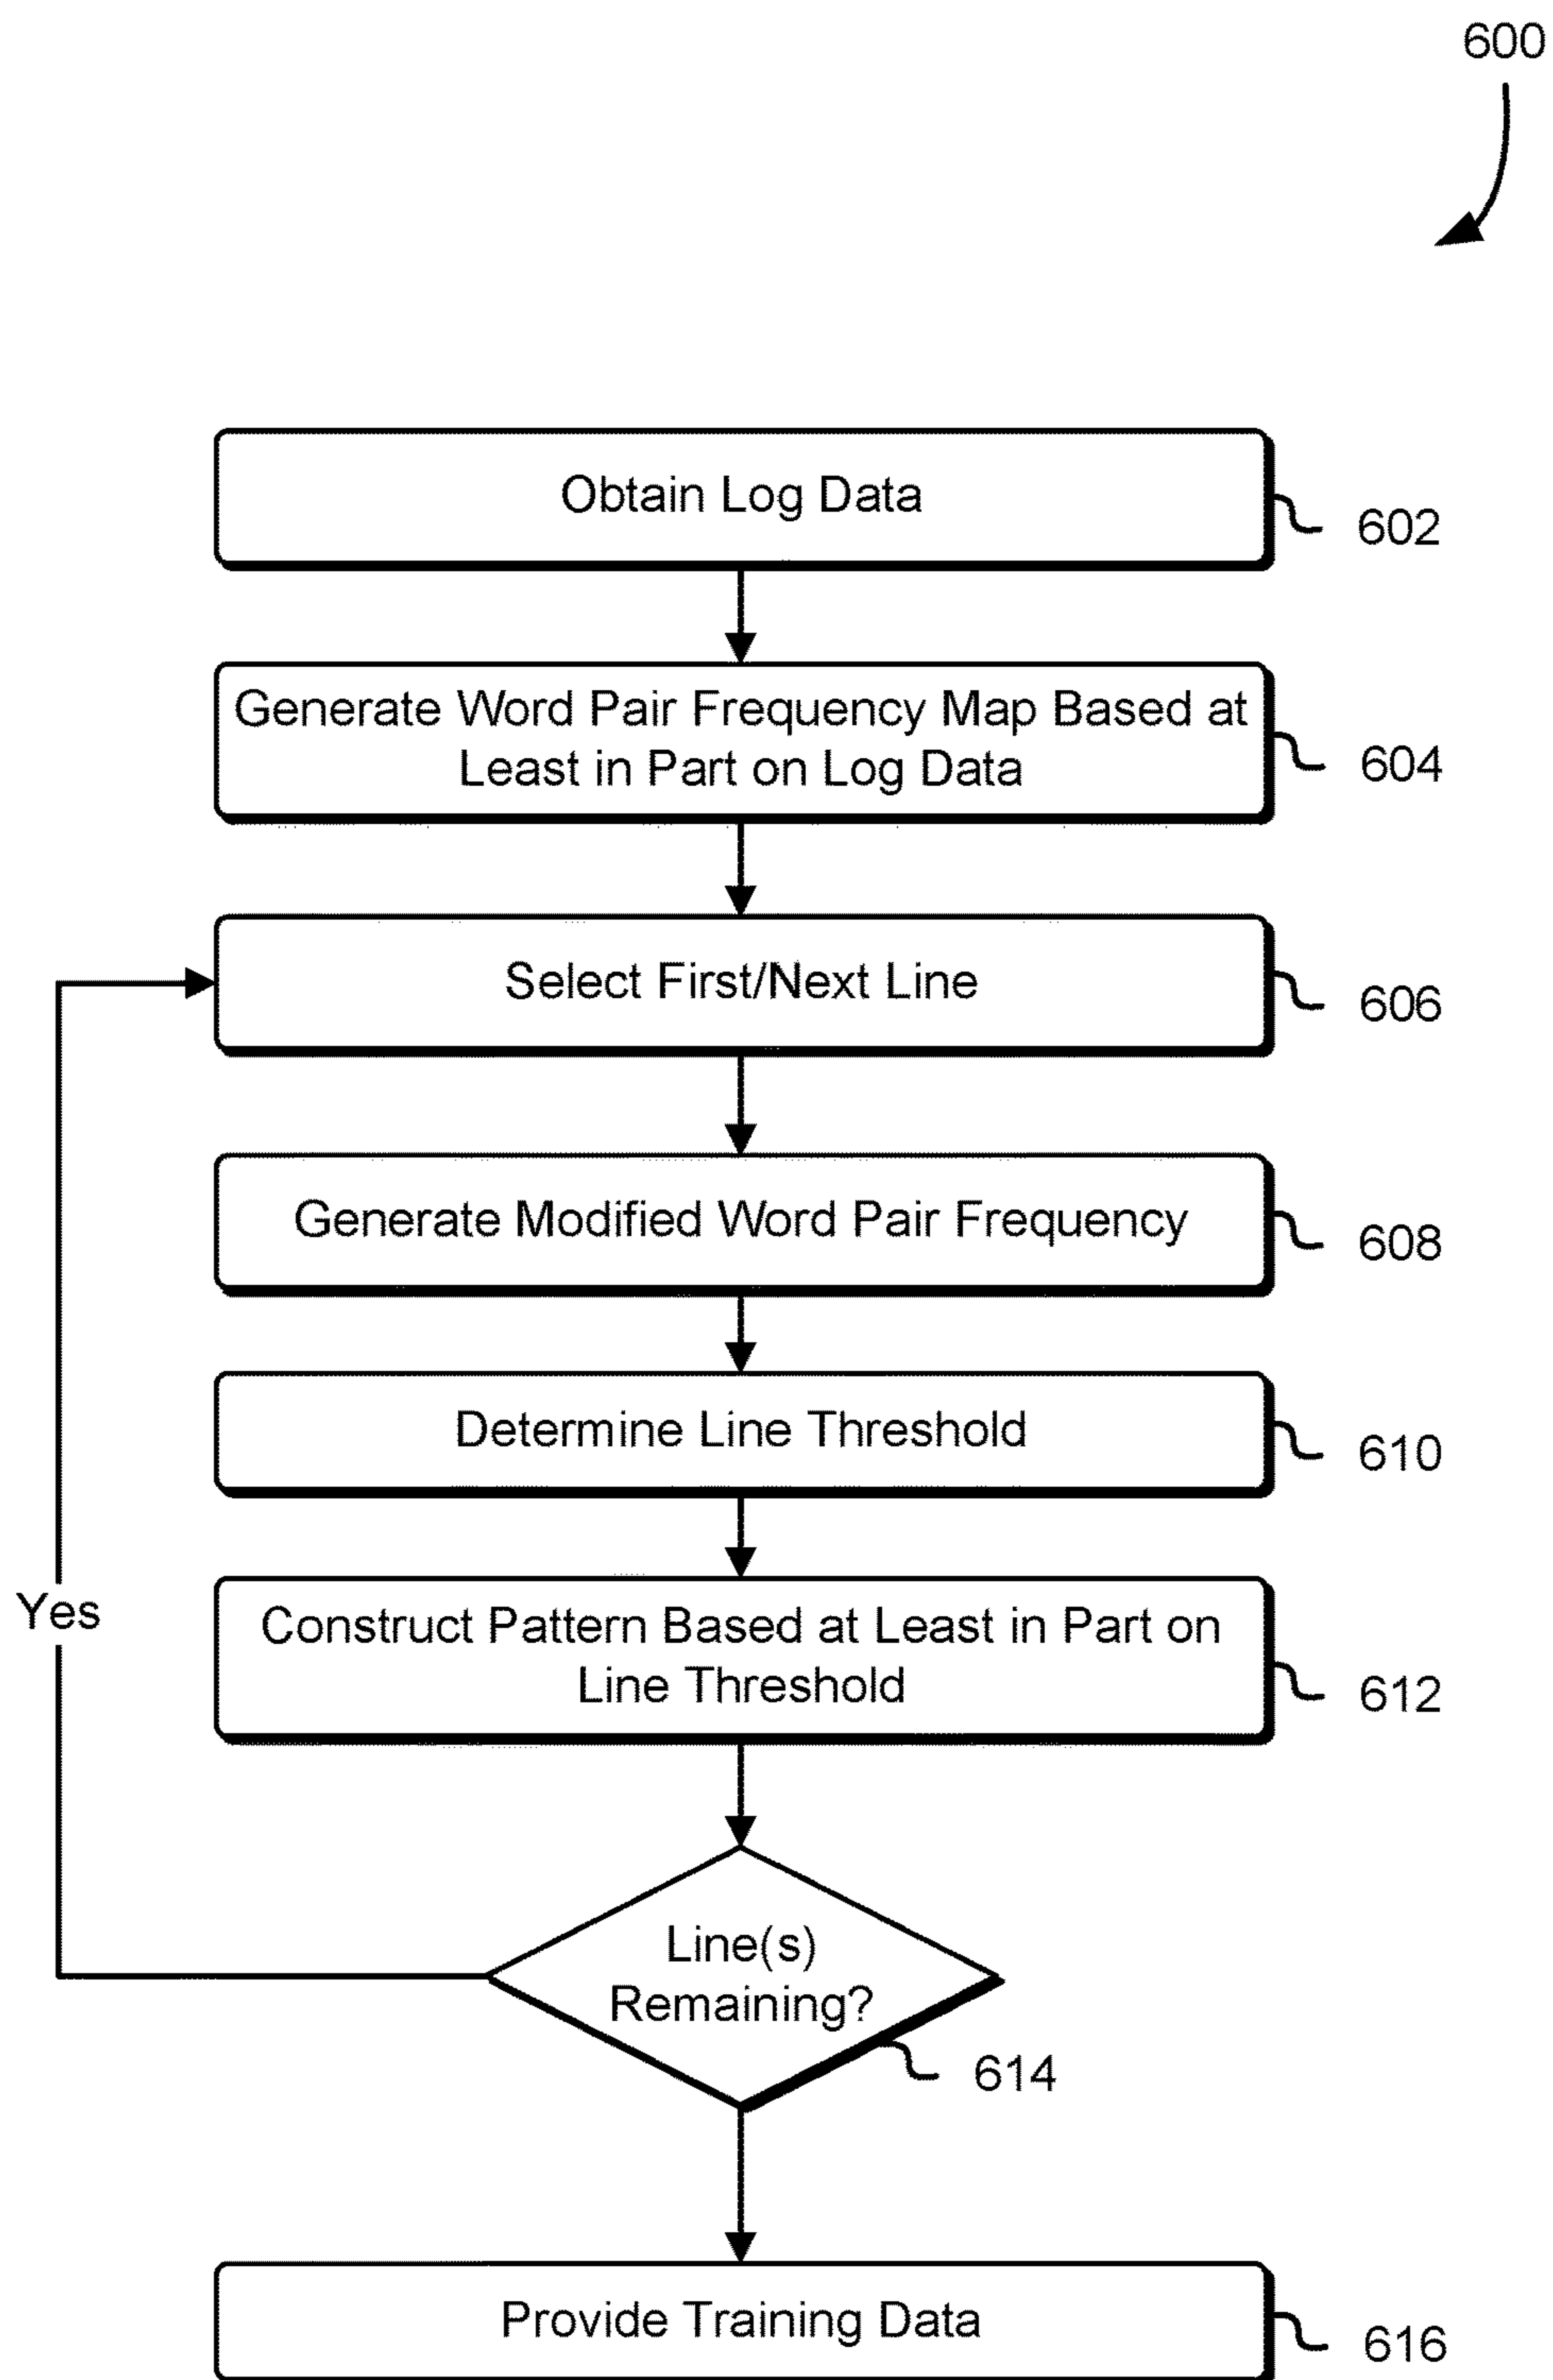 600
Obtain Log Data
602
Generate Word Pair Frequency Map Based at
Least in Part on Log Data
604
Select First/Next Line
606
Generate Modified Word Pair Frequency
608
Determine Line Threshold
610
Construct Pattern Based at Least in Part on
Line Threshold
612
Yes
Line(s)
Remaining?
614
Provide Training Data
616